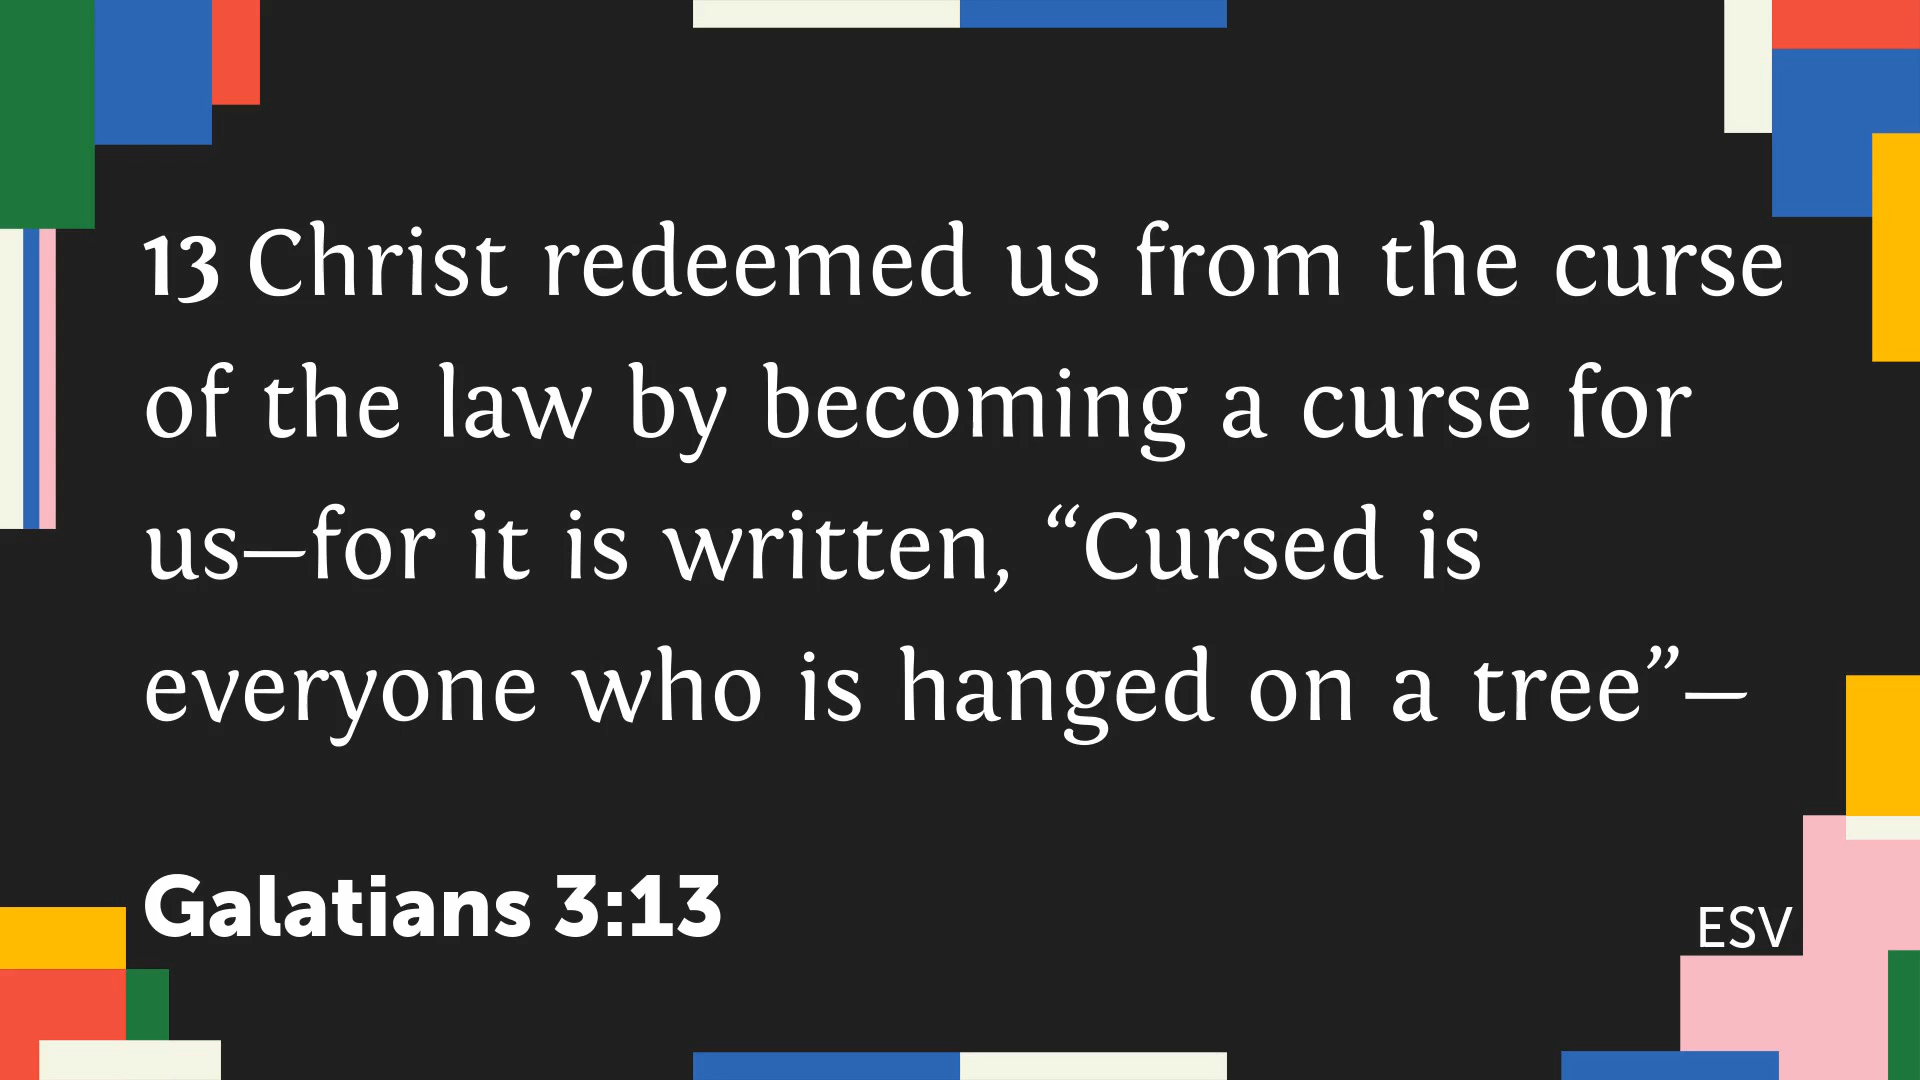 13 Christ redeemed us from the curse
of the law by becoming a curse for
us—for it is written, “Cursed is
everyone who is hanged on a tree”—
Galatians 3:13
ESV